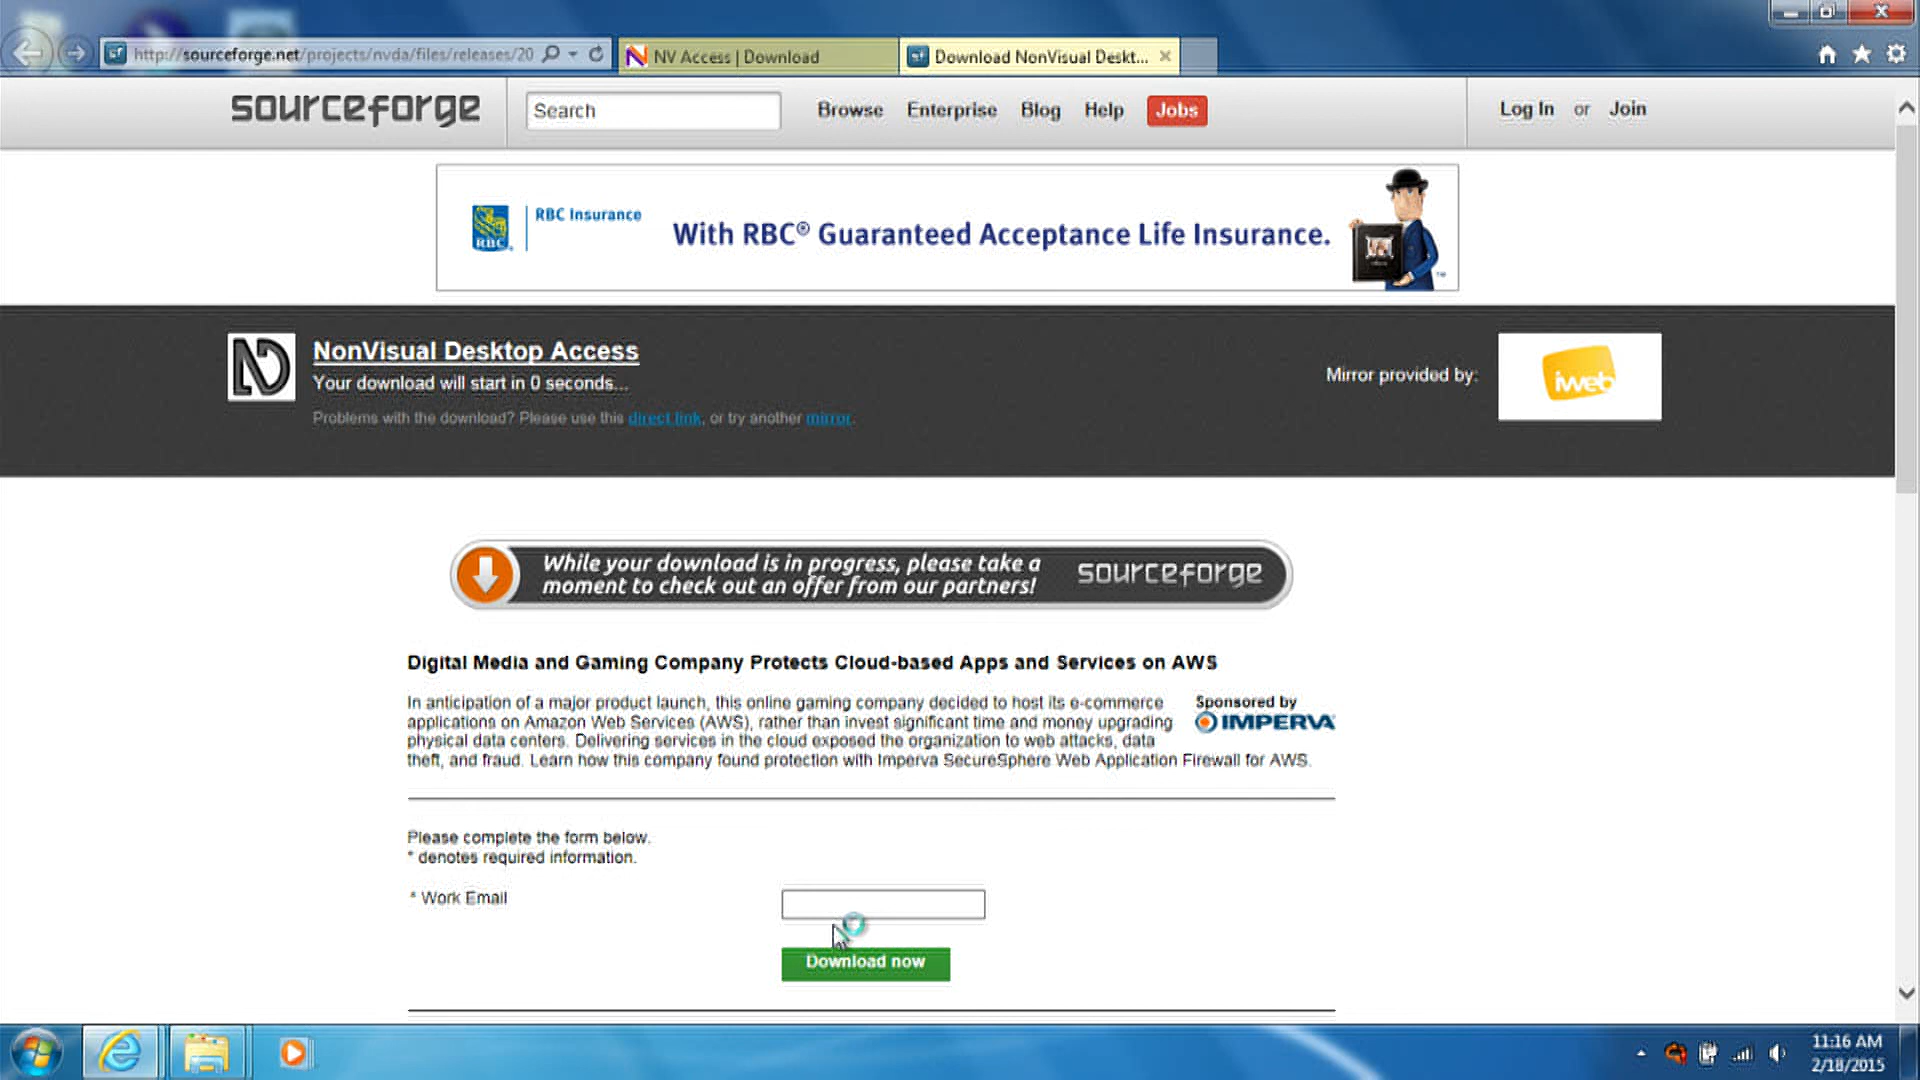 http://sourceforge.net/projects/nvda/files/releases/20
NV Access | Download
Download NonVisual Deskt...
sourceforge
Search
Browse
Enterprise
Blog
Help
Jobs
Log In or Join
RBC
RBC Insurance
With RBC® Guaranteed Acceptance Life Insurance.
NonVisual Desktop Access
Your download will start in 0 seconds...
Problems with the download? Please use this direct link, or try another mirror.
Mirror provided by:
iweb
While your download is in progress, please take a
moment to check out an offer from our partners!
sourceforge
Digital Media and Gaming Company Protects Cloud-based Apps and Services on AWS
In anticipation of a major product launch, this online gaming company decided to host its e-commerce
applications on Amazon Web Services (AWS), rather than invest significant time and money upgrading
physical data centers. Delivering services in the cloud exposed the organization to web attacks, data
theft, and fraud. Learn how this company found protection with Imperva SecureSphere Web Application Firewall for AWS.
Sponsored by
IMPERVA
Please complete the form below.
* denotes required information.
* Work Email
Download now
11:16 AM
2/18/2015